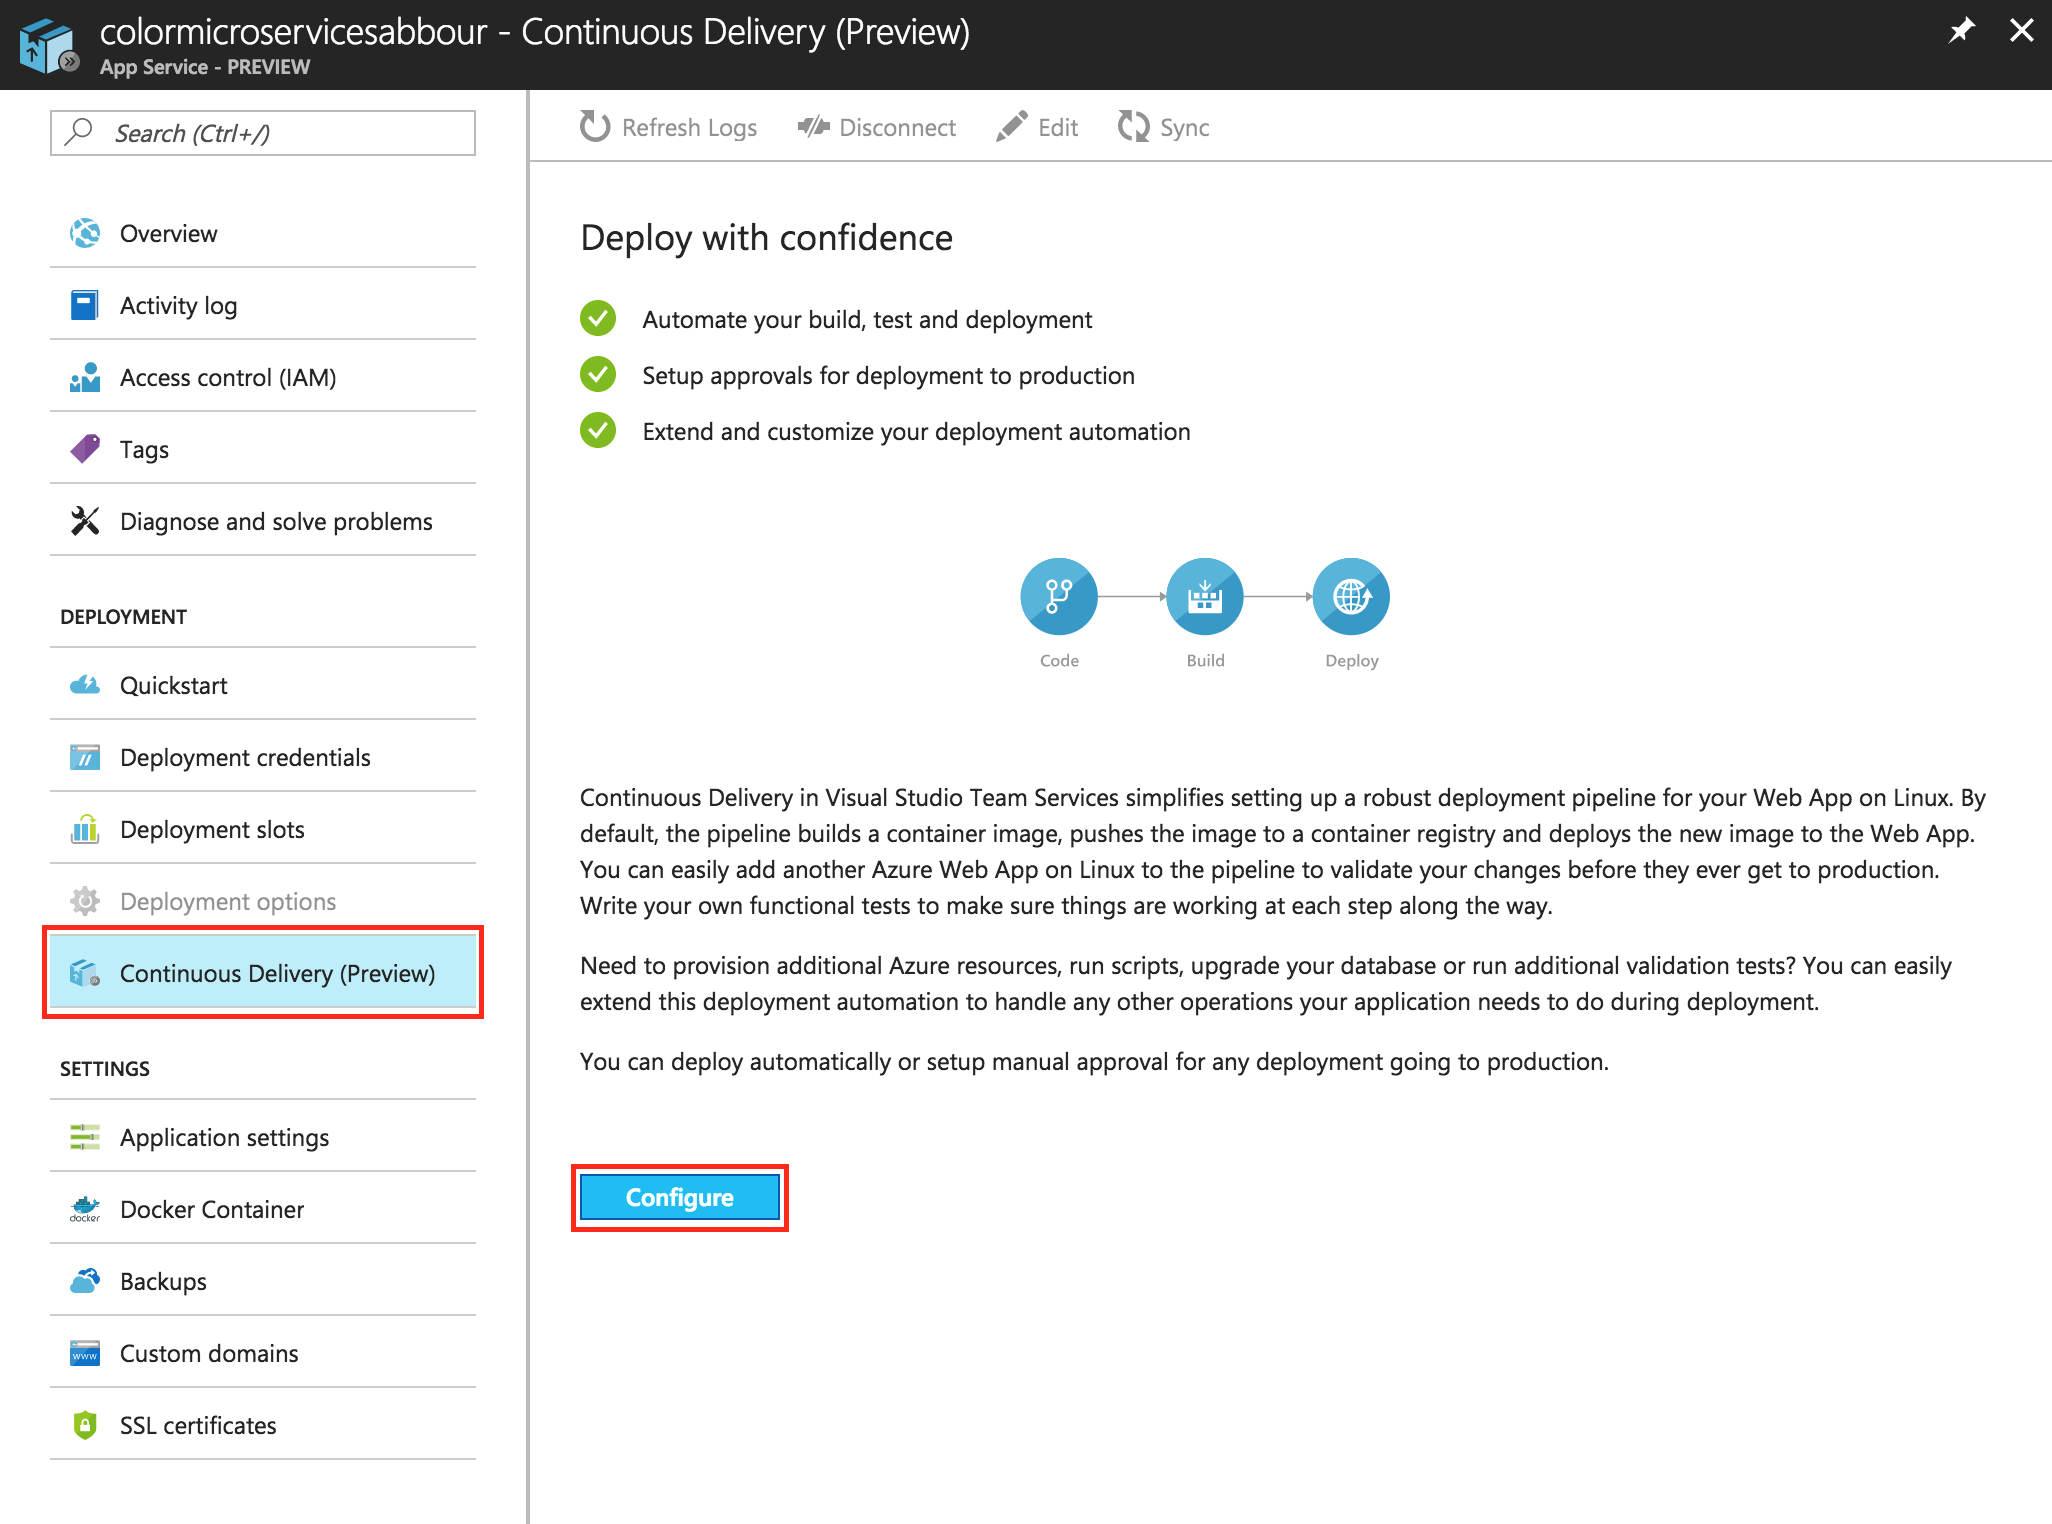 colormicroservicesabbour - Continuous Delivery (Preview)
App Service - PREVIEW
Search (Ctrl+/)
Overview
Activity log
Access control (IAM)
Tags
Diagnose and solve problems
DEPLOYMENT
Quickstart
Deployment credentials
Deployment slots
Deployment options
Continuous Delivery (Preview)
SETTINGS
Application settings
docker
Docker Container
Backups
www
Custom domains
SSL certificates
Refresh Logs
Disconnect
Edit
Sync
Deploy with confidence
Automate your build, test and deployment
Setup approvals for deployment to production
Extend and customize your deployment automation
Code
Build
Deploy
Continuous Delivery in Visual Studio Team Services simplifies setting up a robust deployment pipeline for your Web App on Linux. By
default, the pipeline builds a container image, pushes the image to a container registry and deploys the new image to the Web App.
You can easily add another Azure Web App on Linux to the pipeline to validate your changes before they ever get to production.
Write your own functional tests to make sure things are working at each step along the way.
Need to provision additional Azure resources, run scripts, upgrade your database or run additional validation tests? You can easily
extend this deployment automation to handle any other operations your application needs to do during deployment.
You can deploy automatically or setup manual approval for any deployment going to production.
Configure